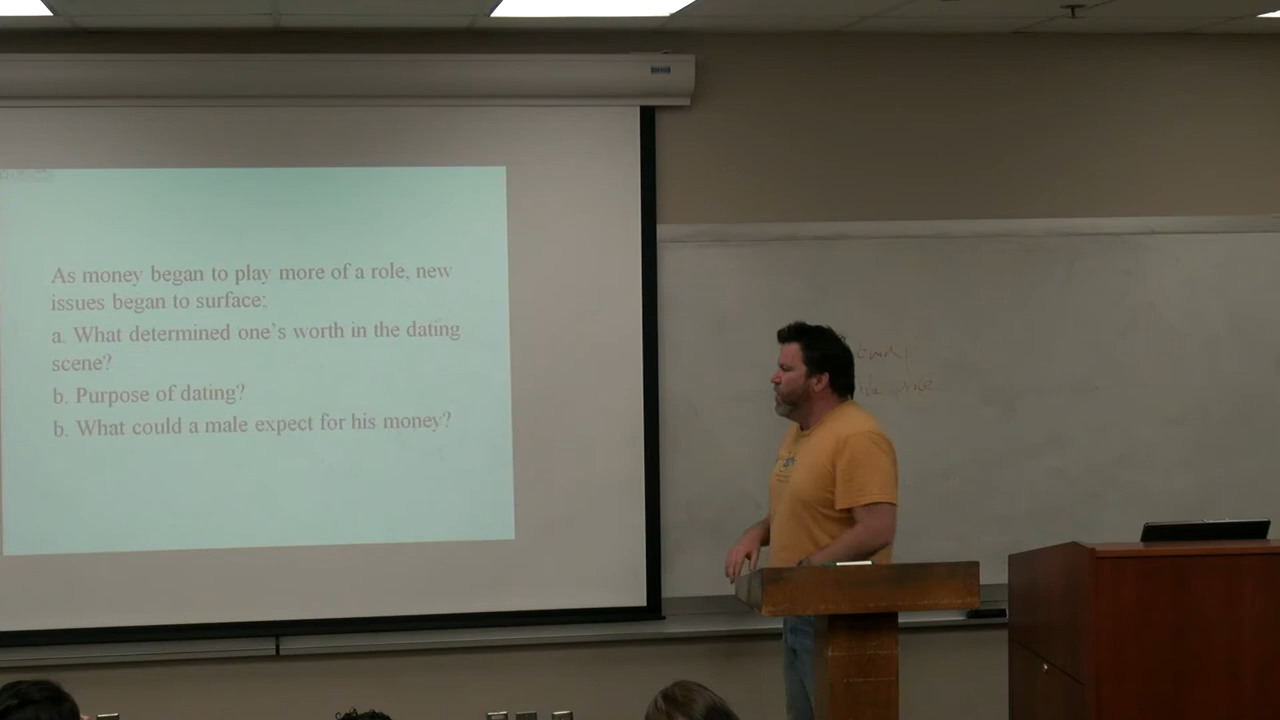 As money began to play more of a role, new
issues began to surface:
a. What determined one's worth in the dating
scene?
b. Purpose of dating?
b. What could a male expect for his money?